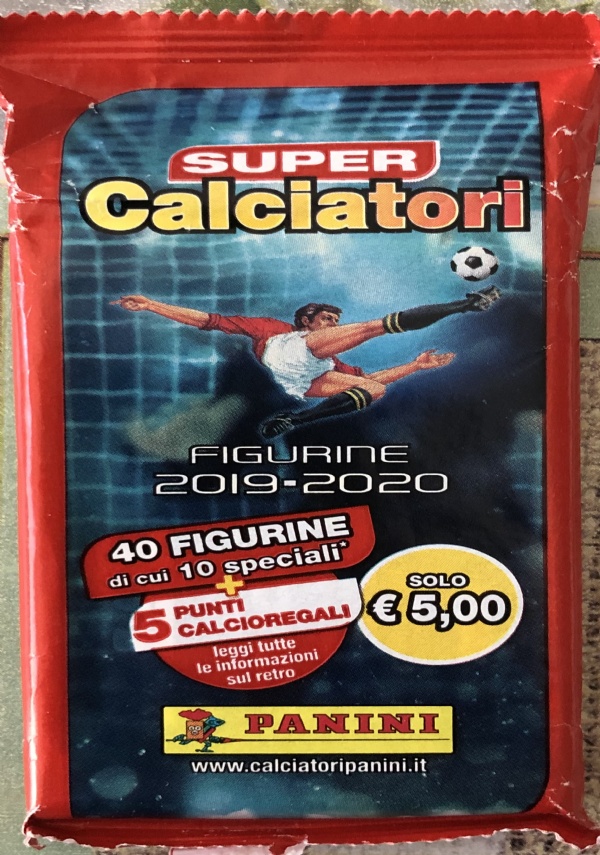 SUPER
Calciatori
FIGURINE
2019-2020
40 FIGURINE
di cui 10 speciali*
+
5 PUNTI
CALCIOREGALI
leggi tutte
le informazioni
sul retro
SOLO
€ 5,00
PANINI
www.calciatoripanini.it